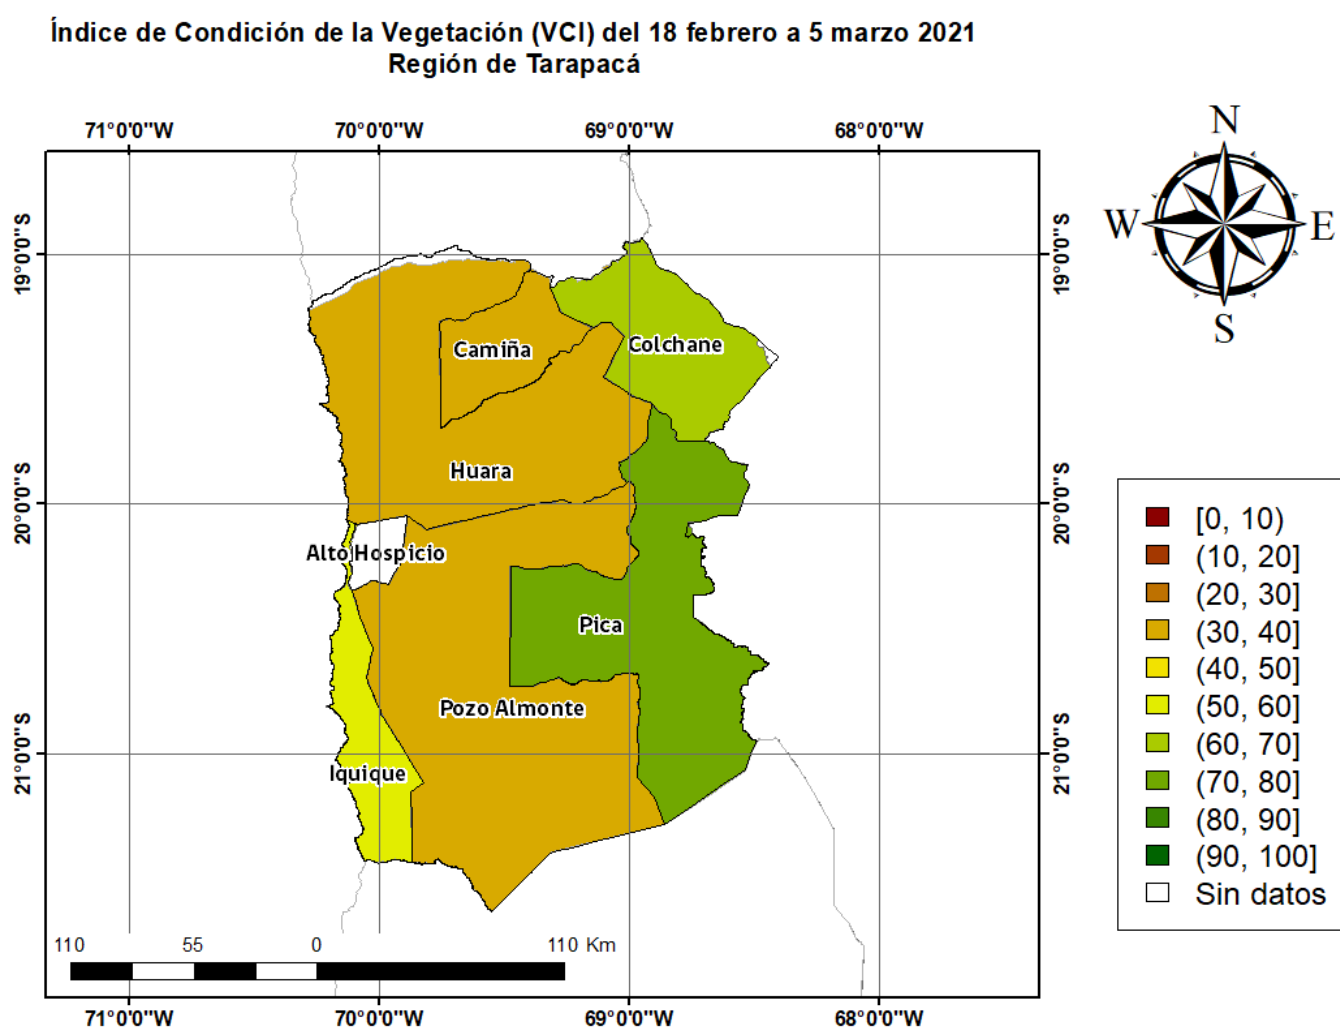 Índice de Condición de la Vegetación (VCI) del 18 febrero a 5 marzo 2021
Región de Tarapacá
71°0'0"W 70°0'0"W 69°0'0"W 68°0'0"W
N
W E
S
19°0'0"S 19°0'0"S
Camiña
Colchane
Huara
20°0'0"S 20°0'0"S
Alto Hospicio
Pica
Pozo Almonte
21°0'0"S 21°0'0"S
Iquique
[0, 10)
(10, 20]
(20, 30]
(30, 40]
(40, 50]
(50, 60]
(60, 70]
(70, 80]
(80, 90]
(90, 100]
Sin datos
110 55 0 110 Km
71°0'0"W 70°0'0"W 69°0'0"W 68°0'0"W